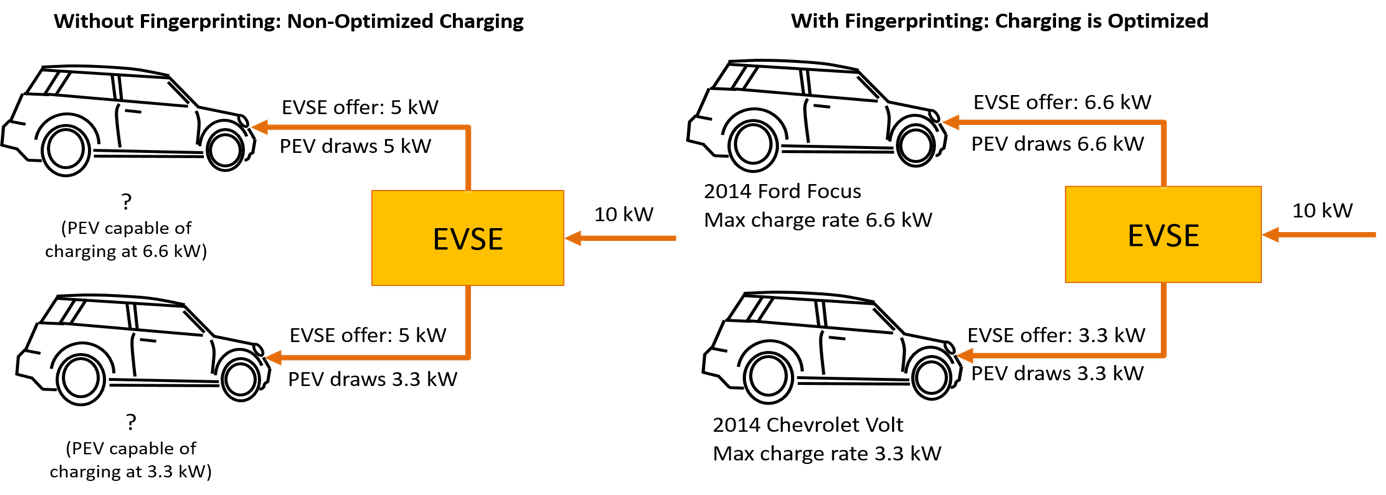 Without Fingerprinting: Non-Optimized Charging
EVSE offer: 5 kW
PEV draws 5 kW
?
(PEV capable of
charging at 6.6 kW)
EVSE
10 kW
EVSE offer: 5 kW
PEV draws 3.3 kW
?
(PEV capable of
charging at 3.3 kW)
With Fingerprinting: Charging is Optimized
EVSE offer: 6.6 kW
PEV draws 6.6 kW
2014 Ford Focus
Max charge rate 6.6 kW
EVSE
10 kW
EVSE offer: 3.3 kW
PEV draws 3.3 kW
2014 Chevrolet Volt
Max charge rate 3.3 kW